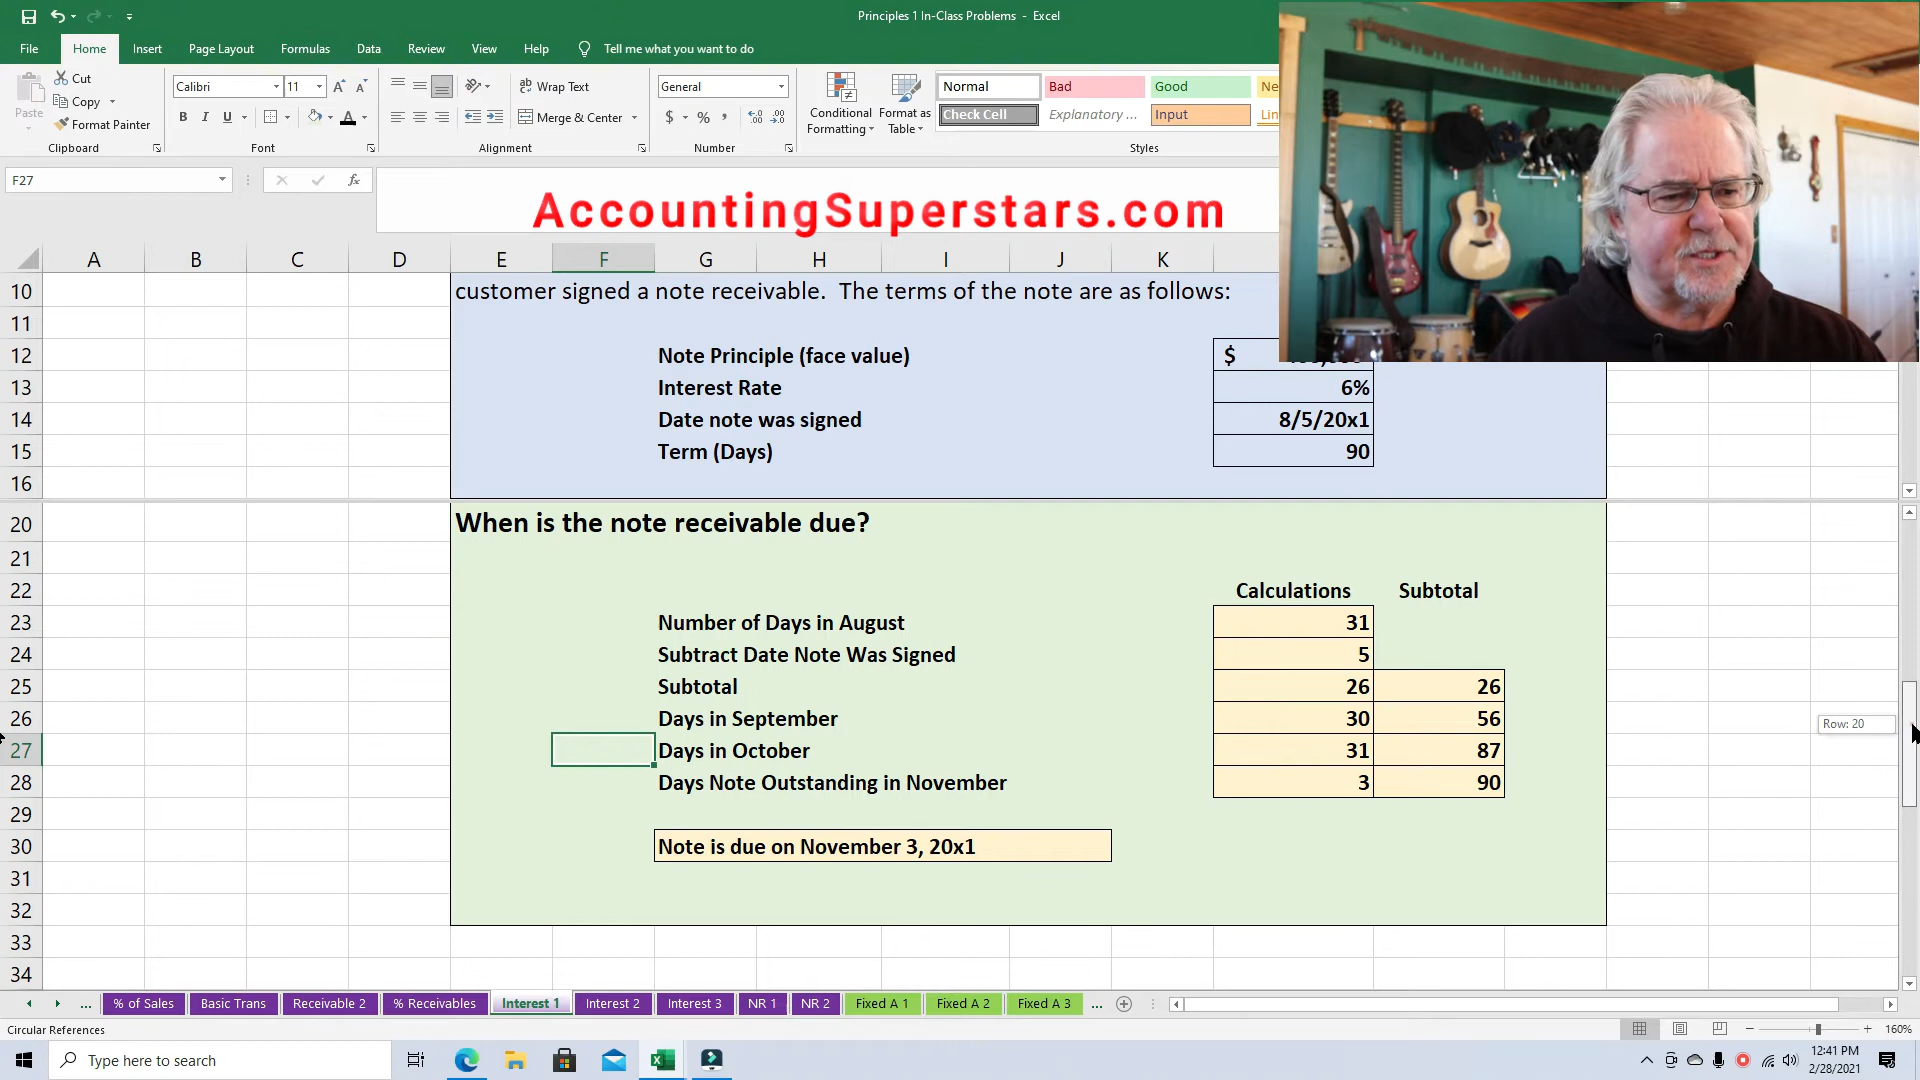 Principles 1 In-Class Problems - Excel
File Home Insert Page Layout Formulas Data Review View Help Tell me what you want to do
Paste
Cut
Copy
Format Painter
Clipboard
Calibri 11
B I U
Font
Wrap Text
Merge & Center
Alignment
General
$ % ,
Number
Conditional Formatting
Format as Table
Normal Bad Good
Check Cell Explanatory ... Input
Styles
F27
fx
AccountingSuperstars.com
A B C D E F G H I J K
10 customer signed a note receivable. The terms of the note are as follows:
11
12 Note Principle (face value) $
13 Interest Rate 6%
14 Date note was signed 8/5/20x1
15 Term (Days) 90
16
20 When is the note receivable due?
21
22 Calculations Subtotal
23 Number of Days in August 31
24 Subtract Date Note Was Signed 5
25 Subtotal 26 26
26 Days in September 30 56
Row: 20
27 Days in October 31 87
28 Days Note Outstanding in November 3 90
29
30 Note is due on November 3, 20x1
31
32
33
34
... % of Sales Basic Trans Receivable 2 % Receivables Interest 1 Interest 2 Interest 3 NR 1 NR 2 Fixed A 1 Fixed A 2 Fixed A 3 ...
Circular References
160%
Type here to search
12:41 PM
2/28/2021